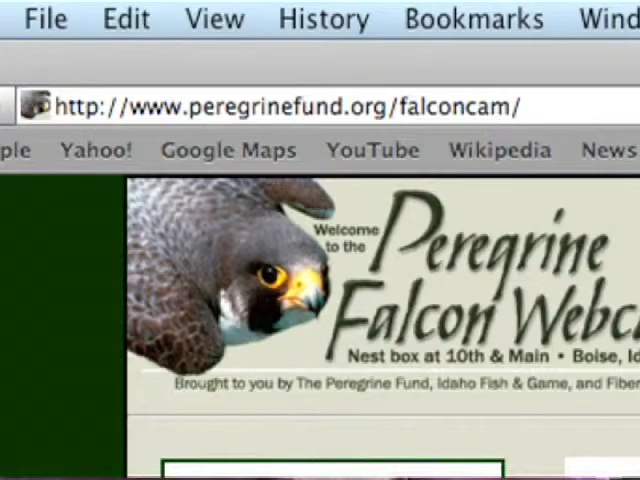 File Edit View History Bookmarks
http://www.peregrinefund.org/falconcam/
Yahoo! Google Maps YouTube Wikipedia News
Welcome
to the
Peregrine
Falcon
Nest box at 10th & Main • Boise,
Brought to you by The Peregrine Fund, Idaho Fish & Game, and